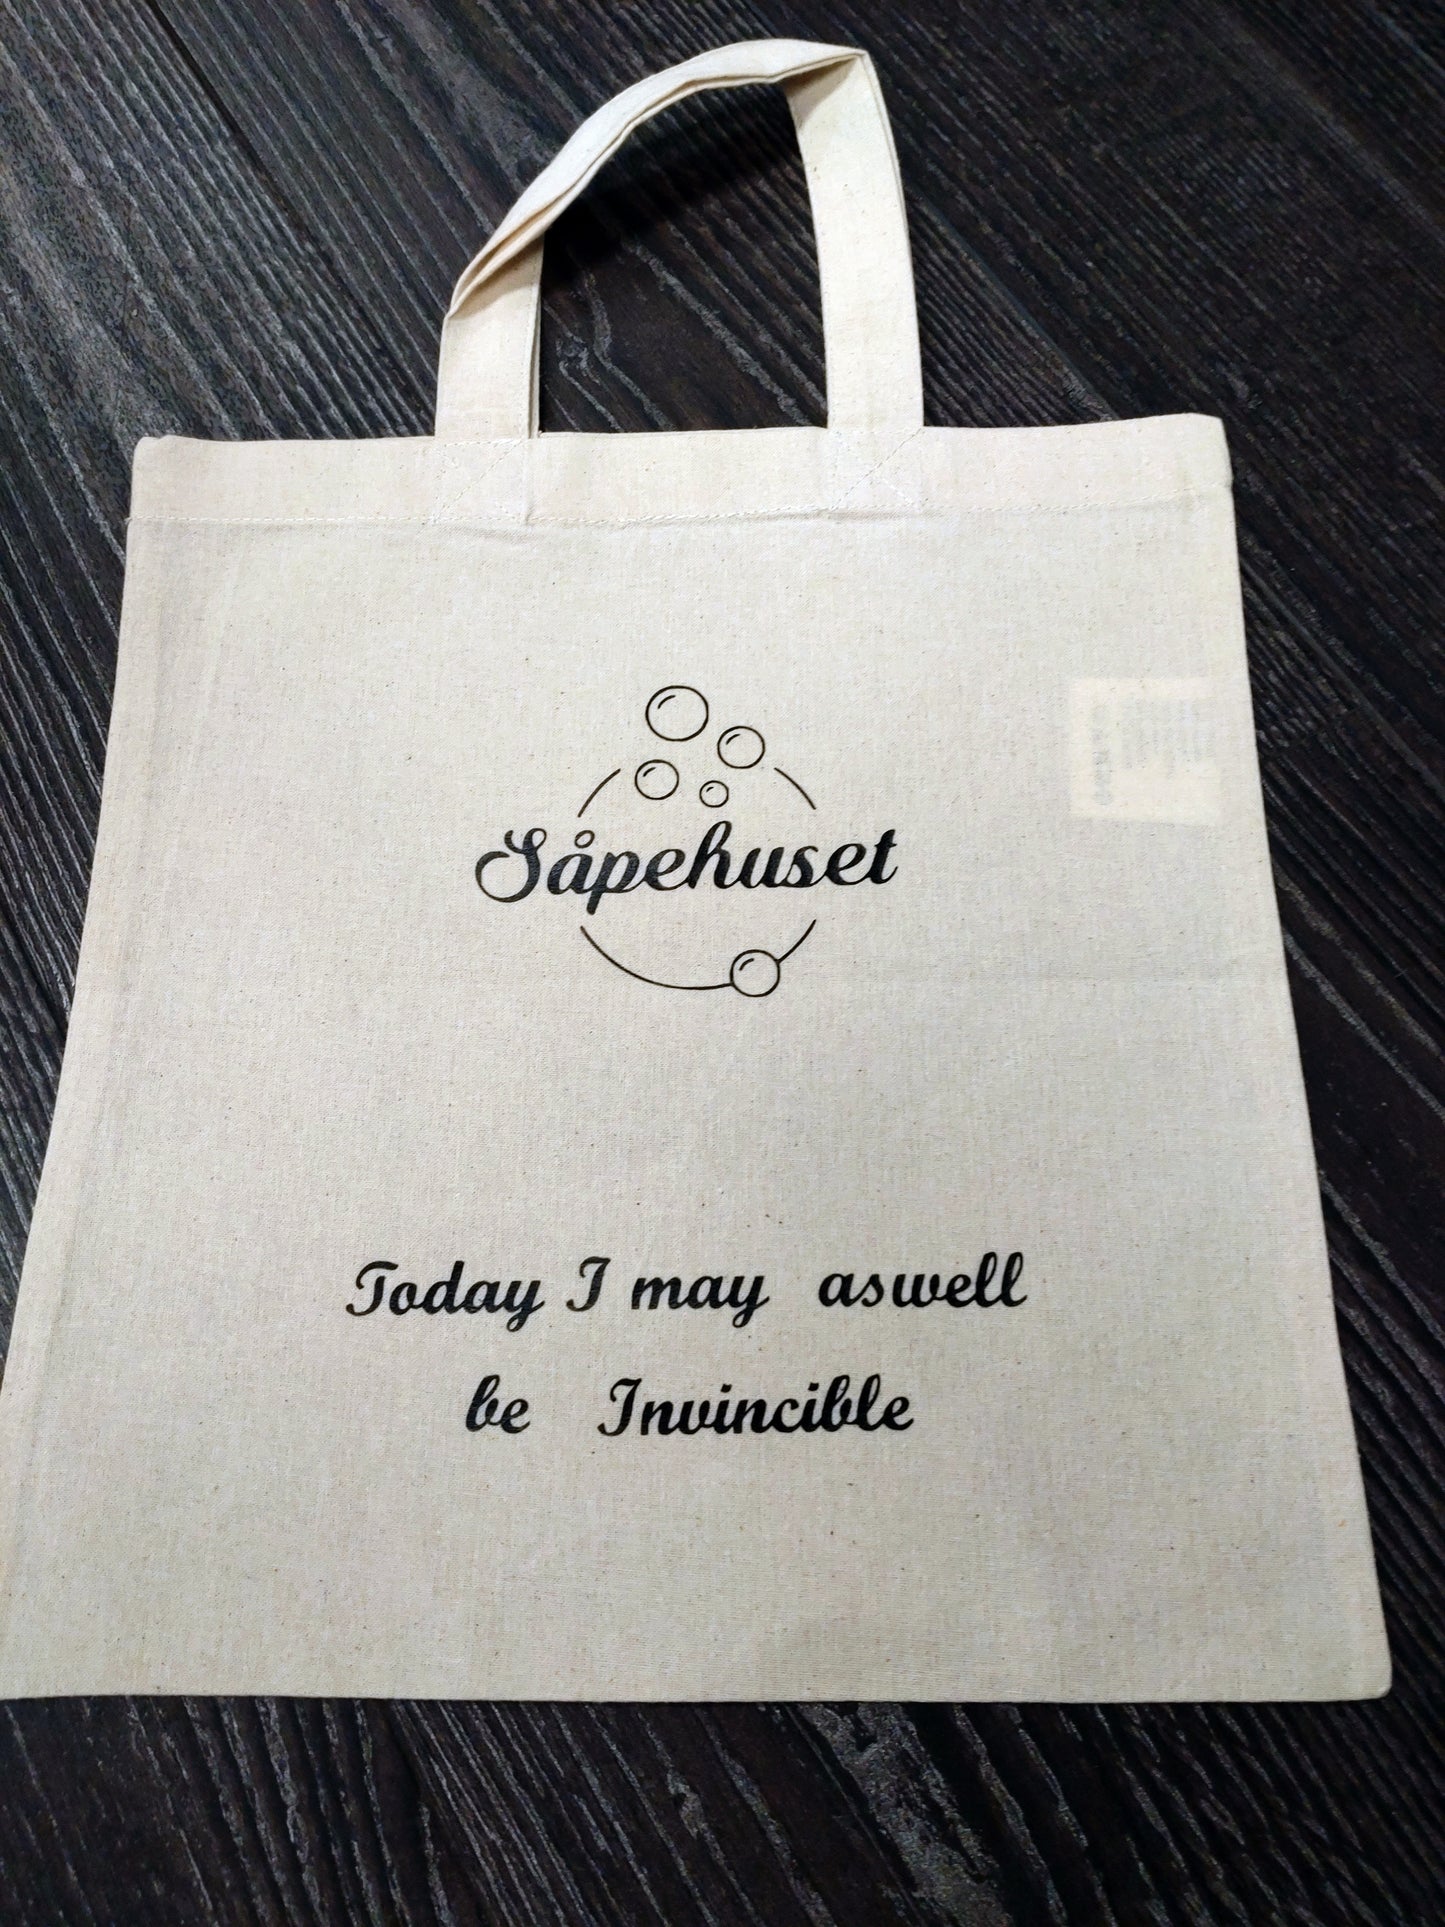 Såpehuset
Today I may aswell
be Invincible